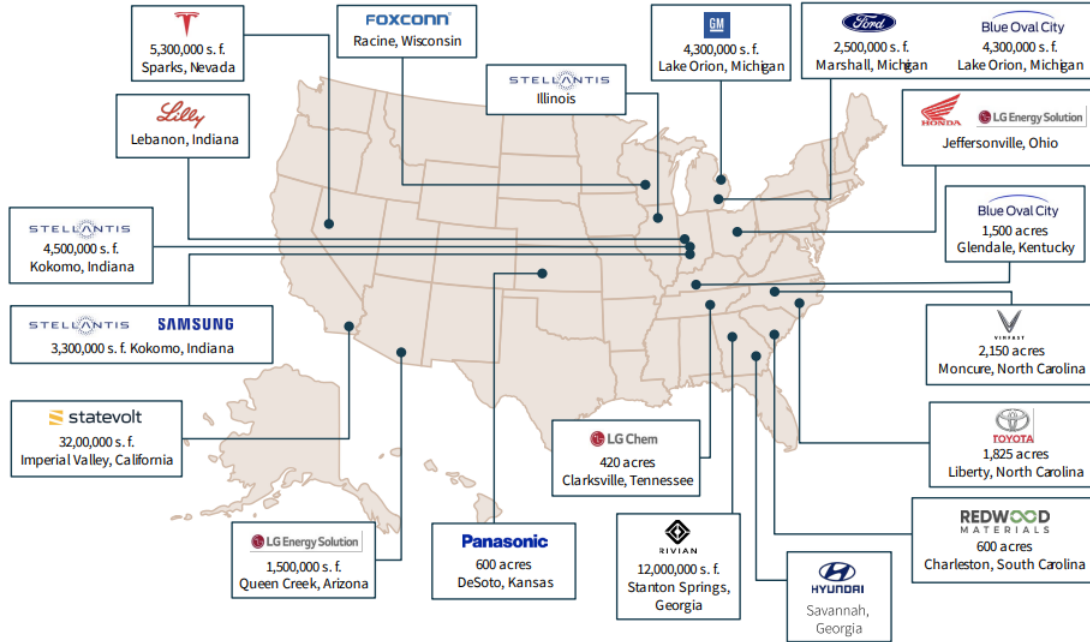 TESLA
5,300,000 s. f.
Sparks, Nevada
FOXCONN
Racine, Wisconsin
GM
4,300,000 s. f.
Lake Orion, Michigan
Ford
2,500,000 s. f.
Marshall, Michigan
Blue Oval City
4,300,000 s. f.
Lake Orion, Michigan
Lilly
Lebanon, Indiana
STELLANTIS
Illinois
HONDA
LG Energy Solution
Jeffersonville, Ohio
STELLANTIS
4,500,000 s. f.
Kokomo, Indiana
Blue Oval City
1,500 acres
Glendale, Kentucky
STELLANTIS SAMSUNG
3,300,000 s. f. Kokomo, Indiana
VINFAST
2,150 acres
Moncure, North Carolina
statevolt
32,00,000 s. f.
Imperial Valley, California
LG Chem
420 acres
Clarksville, Tennessee
TOYOTA
1,825 acres
Liberty, North Carolina
LG Energy Solution
1,500,000 s. f.
Queen Creek, Arizona
Panasonic
600 acres
DeSoto, Kansas
RIVIAN
12,000,000 s. f.
Stanton Springs,
Georgia
HYUNDAI
Savannah,
Georgia
REDWOOD
MATERIALS
600 acres
Charleston, South Carolina